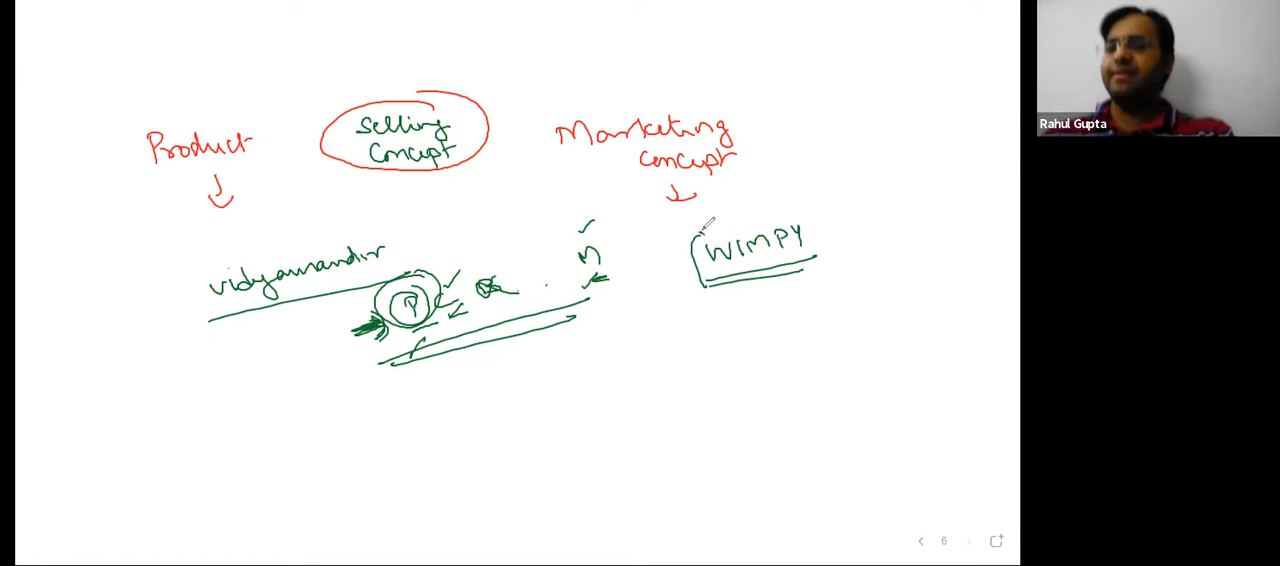 Product
Selling
Concept
Marketing
concept
vidyamandir
P
M
WIMPY
Rahul Gupta
6